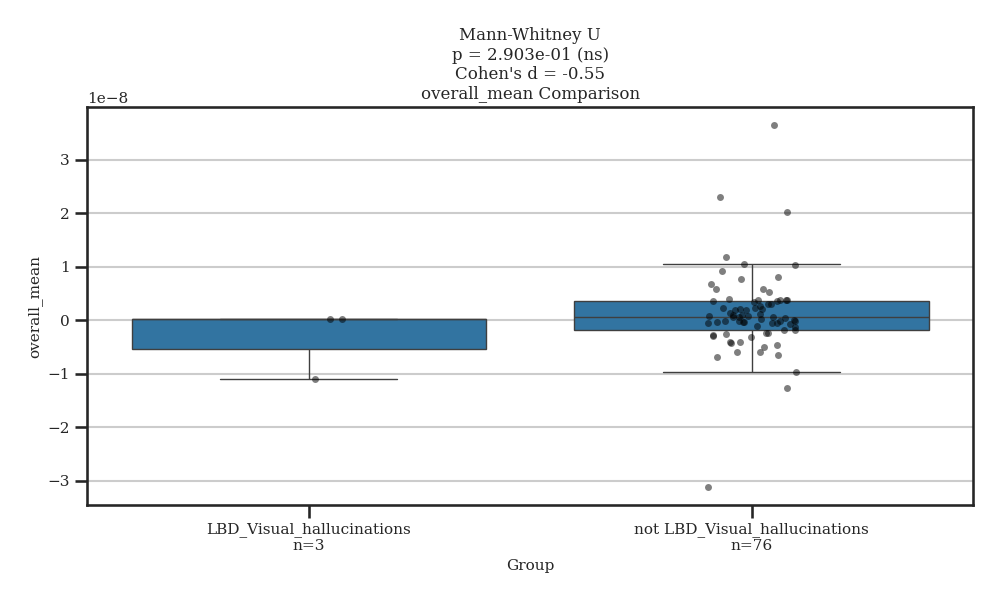 Mann-Whitney U
p = 2.903e-01 (ns)
Cohen's d = -0.55
overall_mean Comparison
1e−8
3
2
1
0
−1
−2
−3
overall_mean
LBD_Visual_hallucinations
n=3
not LBD_Visual_hallucinations
n=76
Group